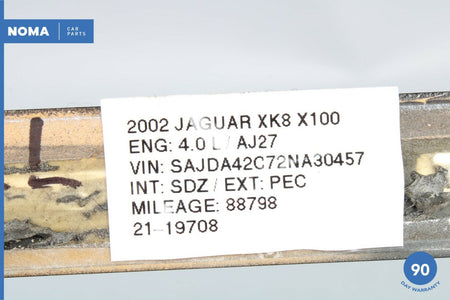 NOMA
CAR
PARTS
2002 JAGUAR XK8 X100
ENG: 4.0 L / AJ27
VIN: SAJDA42C72NA30457
INT: SDZ / EXT: PEC
MILEAGE: 88798
21-19708
90
DAY WARRANTY